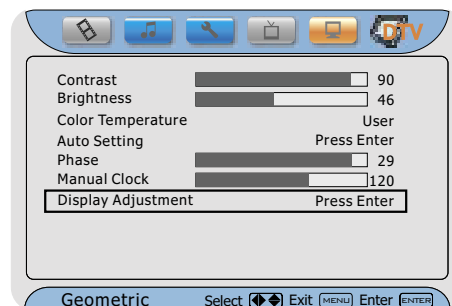 DTV
Contrast 90
Brightness 46
Color Temperature User
Auto Setting Press Enter
Phase 29
Manual Clock 120
Display Adjustment Press Enter
Geometric Select Exit MENU Enter ENTER